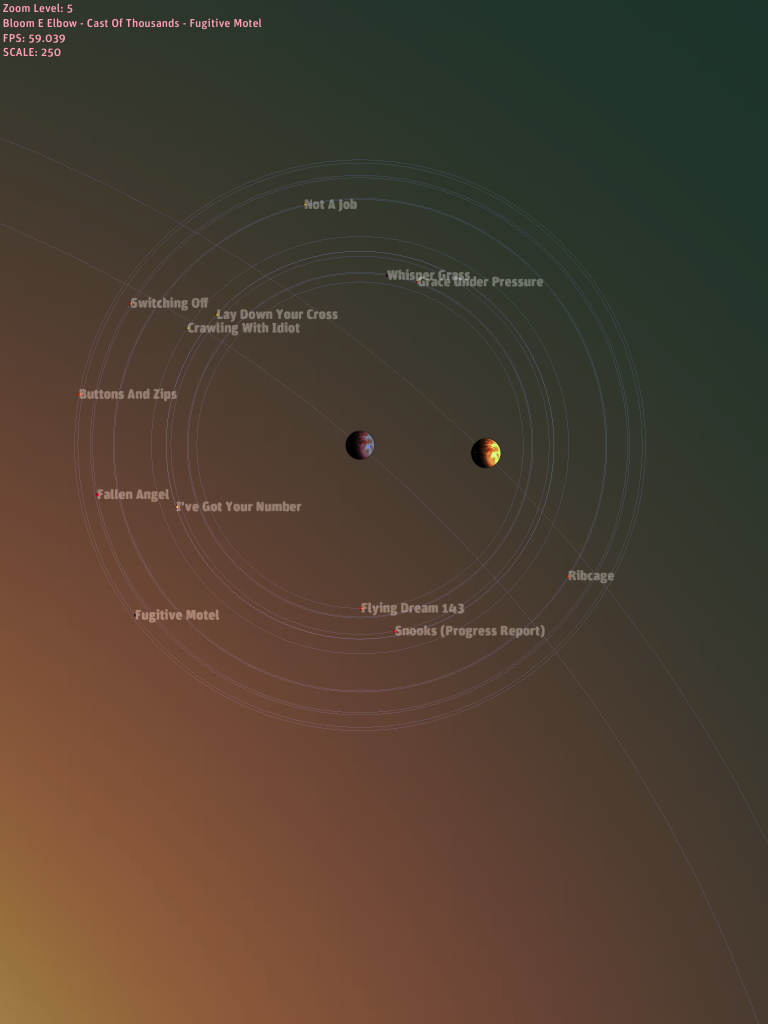 Zoom Level: 5
Bloom E Elbow - Cast Of Thousands - Fugitive Motel
FPS: 59.039
SCALE: 250
Not A Job
Whisper Grass
Grace Under Pressure
Switching Off
Lay Down Your Cross
Crawling With Idiot
Buttons And Zips
Fallen Angel
I've Got Your Number
Ribcage
Flying Dream 143
Fugitive Motel
Snooks (Progress Report)